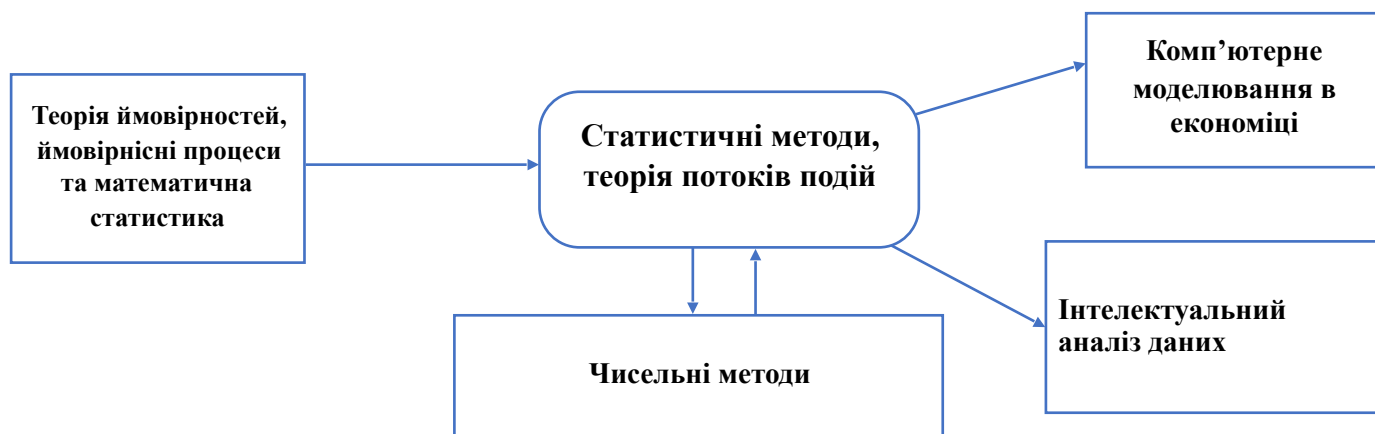 Теорія ймовірностей,
ймовірнісні процеси
та математична
статистика
Статистичні методи,
теорія потоків подій
Комп’ютерне
моделювання в
економіці
Інтелектуальний
аналіз даних
Чисельні методи